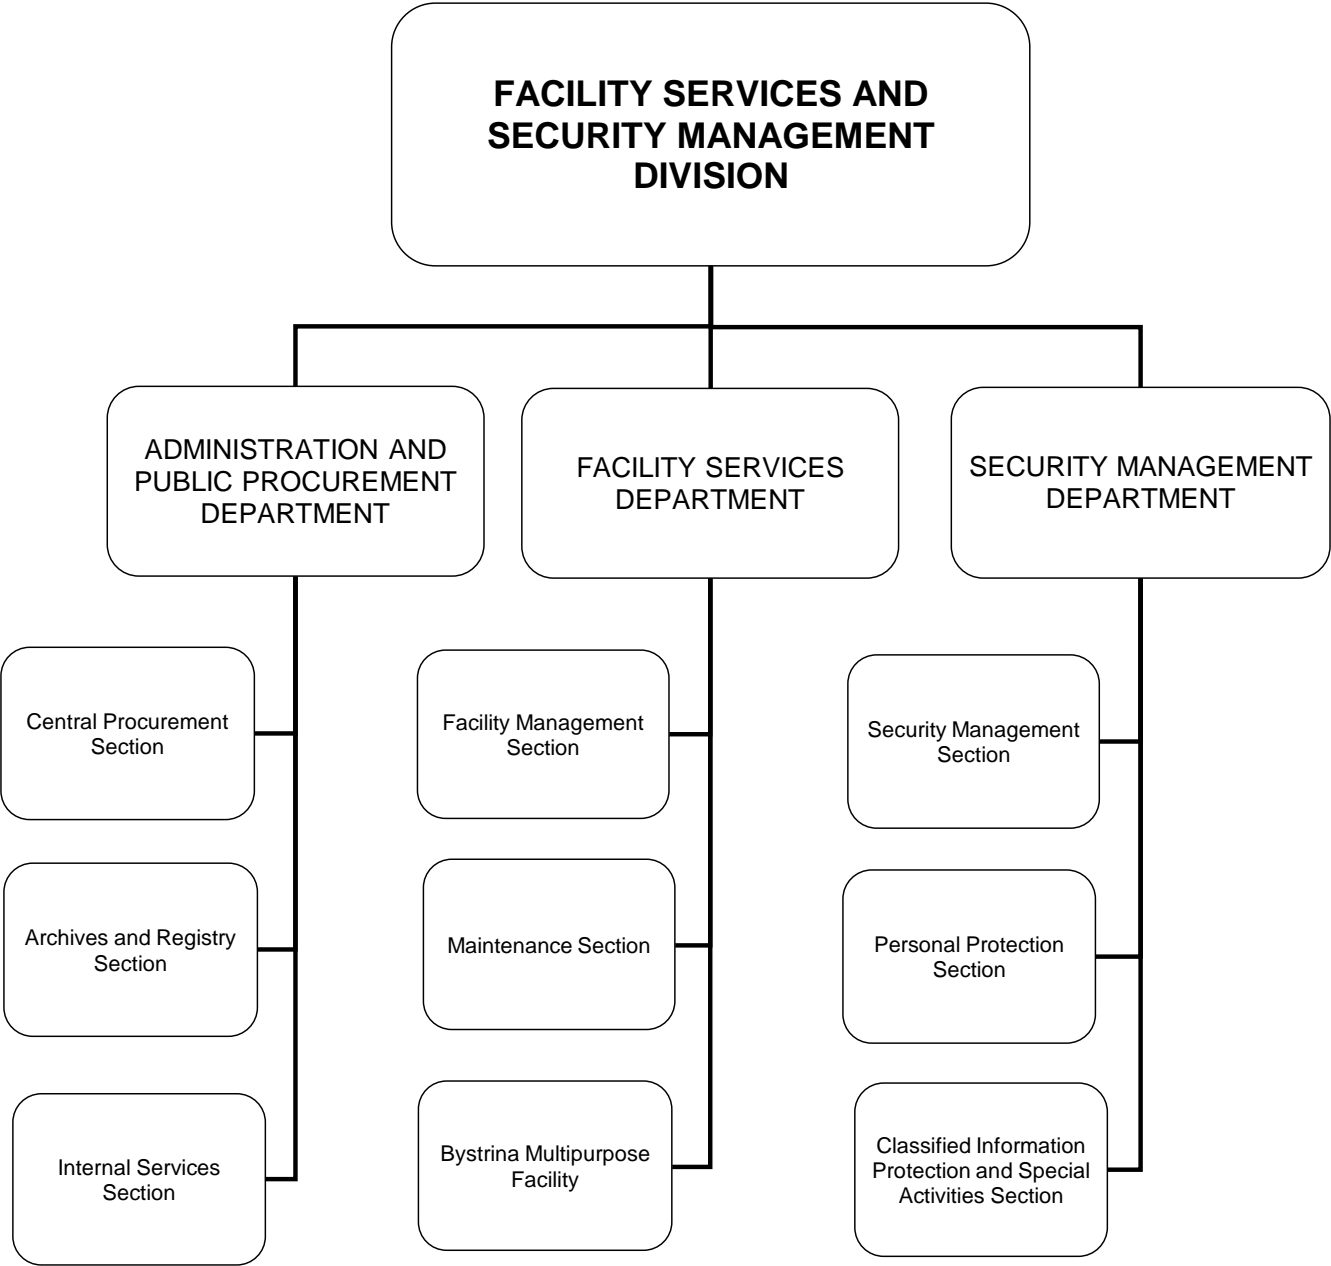 FACILITY SERVICES AND
SECURITY MANAGEMENT
DIVISION
ADMINISTRATION AND
PUBLIC PROCUREMENT
DEPARTMENT
FACILITY SERVICES
DEPARTMENT
SECURITY MANAGEMENT
DEPARTMENT
Central Procurement
Section
Facility Management
Section
Security Management
Section
Archives and Registry
Section
Maintenance Section
Personal Protection
Section
Internal Services
Section
Bystrina Multipurpose
Facility
Classified Information
Protection and Special
Activities Section